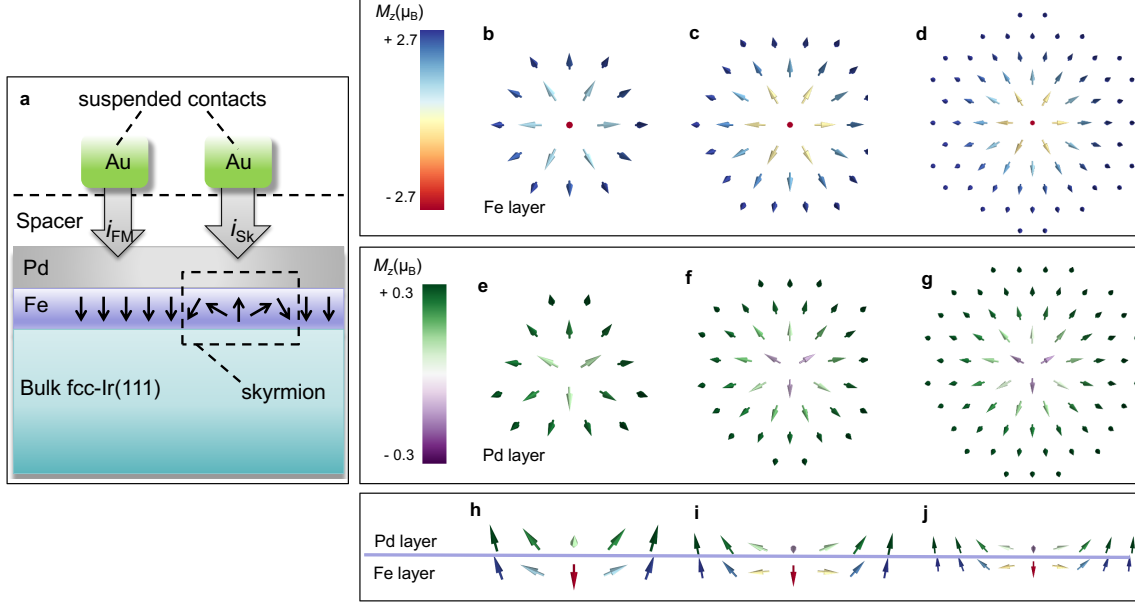 a
suspended contacts
Au
Au
Spacer
iFM
iSk
Pd
Fe
Bulk fcc-Ir(111)
skyrmion
Mz(μB)
+ 2.7
- 2.7
Fe layer
b
c
d
Mz(μB)
+ 0.3
- 0.3
Pd layer
e
f
g
h
i
j
Pd layer
Fe layer